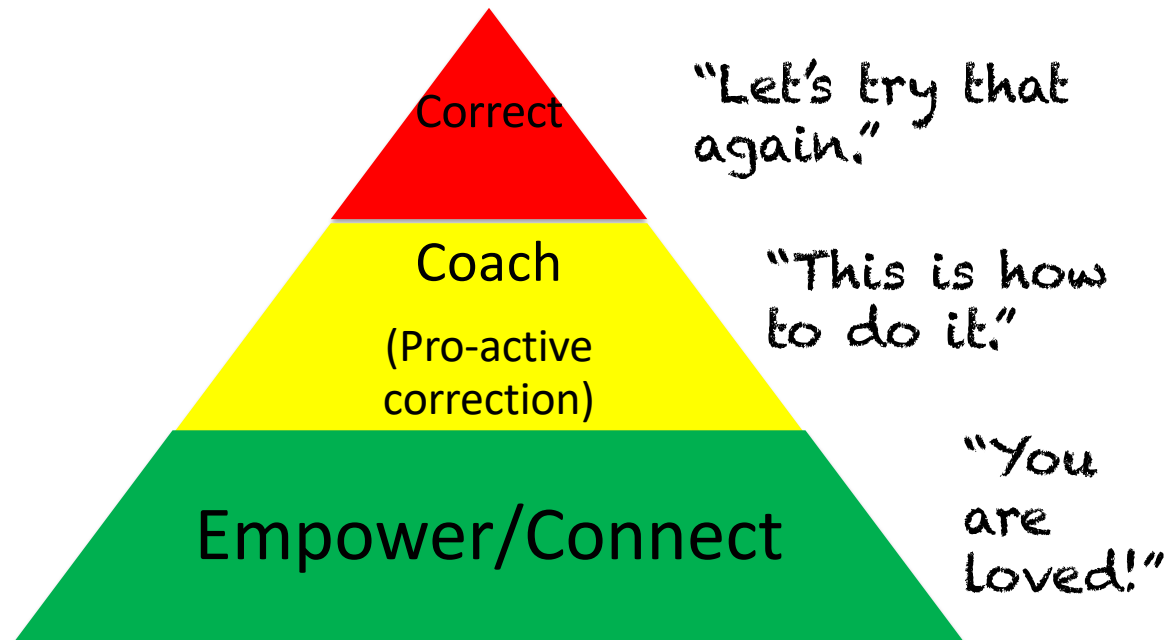 Correct
“Let’s try that
again.”
Coach
(Pro-active
correction)
“This is how
to do it.”
Empower/Connect
“You
are
loved!”